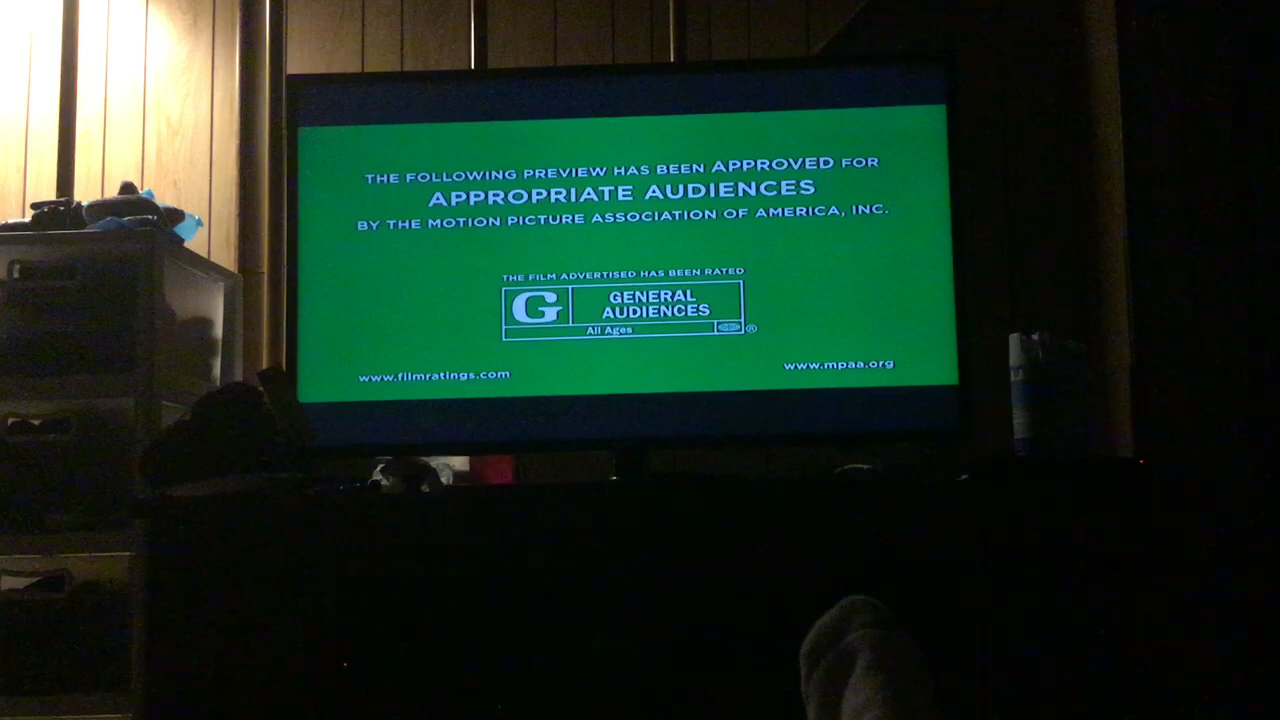 THE FOLLOWING PREVIEW HAS BEEN APPROVED FOR
APPROPRIATE AUDIENCES
BY THE MOTION PICTURE ASSOCIATION OF AMERICA, INC.
THE FILM ADVERTISED HAS BEEN RATED
G GENERAL
AUDIENCES
All Ages ®
www.filmratings.com www.mpaa.org